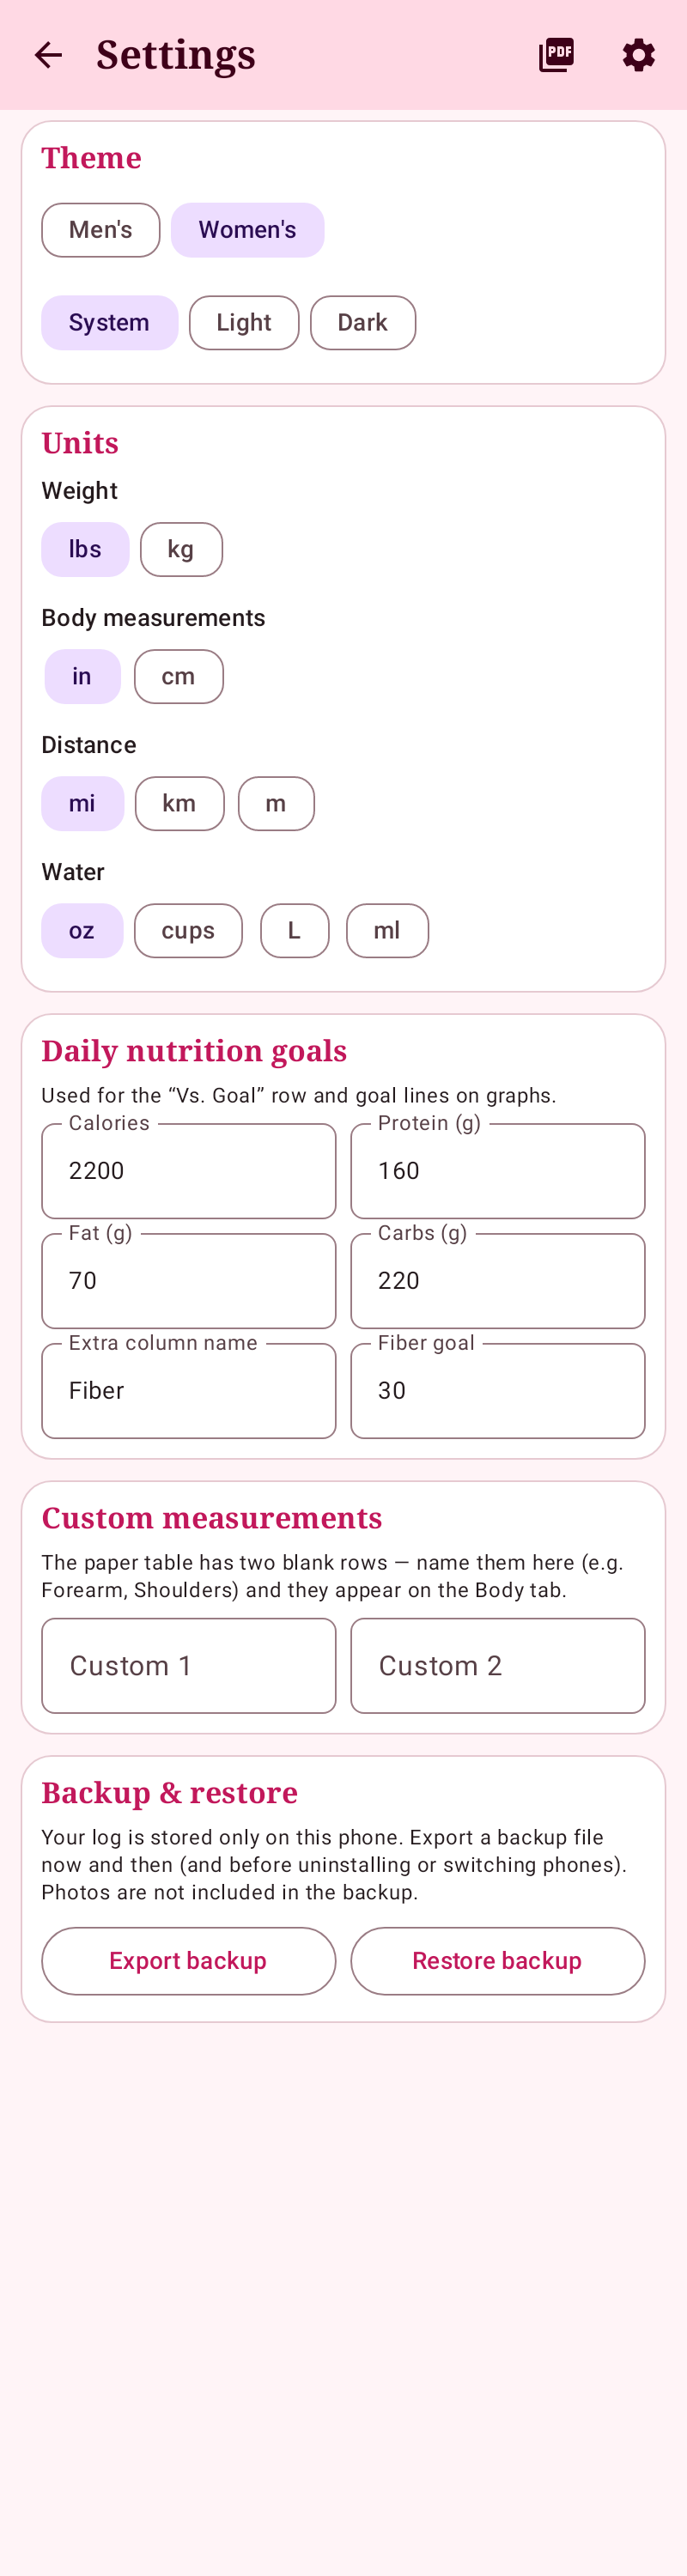 Settings
PDF
Theme
Men's Women's
System Light Dark
Units
Weight
lbs kg
Body measurements
in cm
Distance
mi km m
Water
oz cups L ml
Daily nutrition goals
Used for the “Vs. Goal” row and goal lines on graphs.
Calories Protein (g)
2200 160
Fat (g) Carbs (g)
70 220
Extra column name Fiber goal
Fiber 30
Custom measurements
The paper table has two blank rows — name them here (e.g.
Forearm, Shoulders) and they appear on the Body tab.
Custom 1 Custom 2
Backup & restore
Your log is stored only on this phone. Export a backup file
now and then (and before uninstalling or switching phones).
Photos are not included in the backup.
Export backup Restore backup